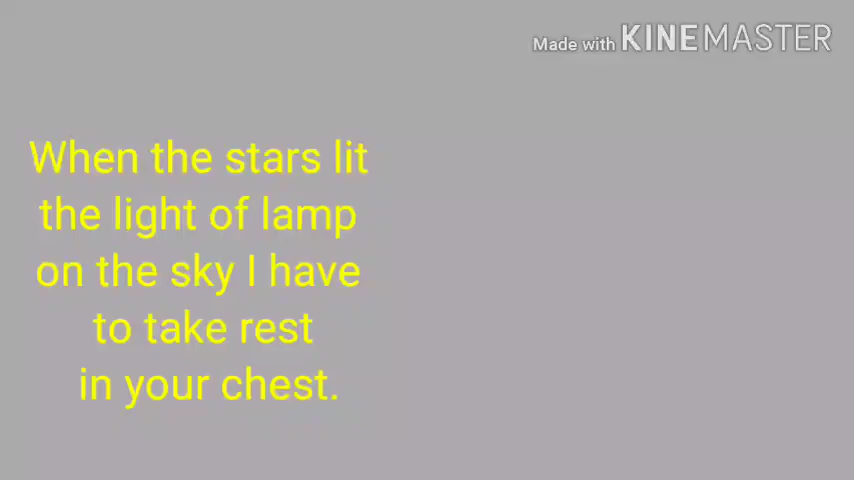 Made with KINEMASTER
When the stars lit
the light of lamp
on the sky I have
to take rest
in your chest.